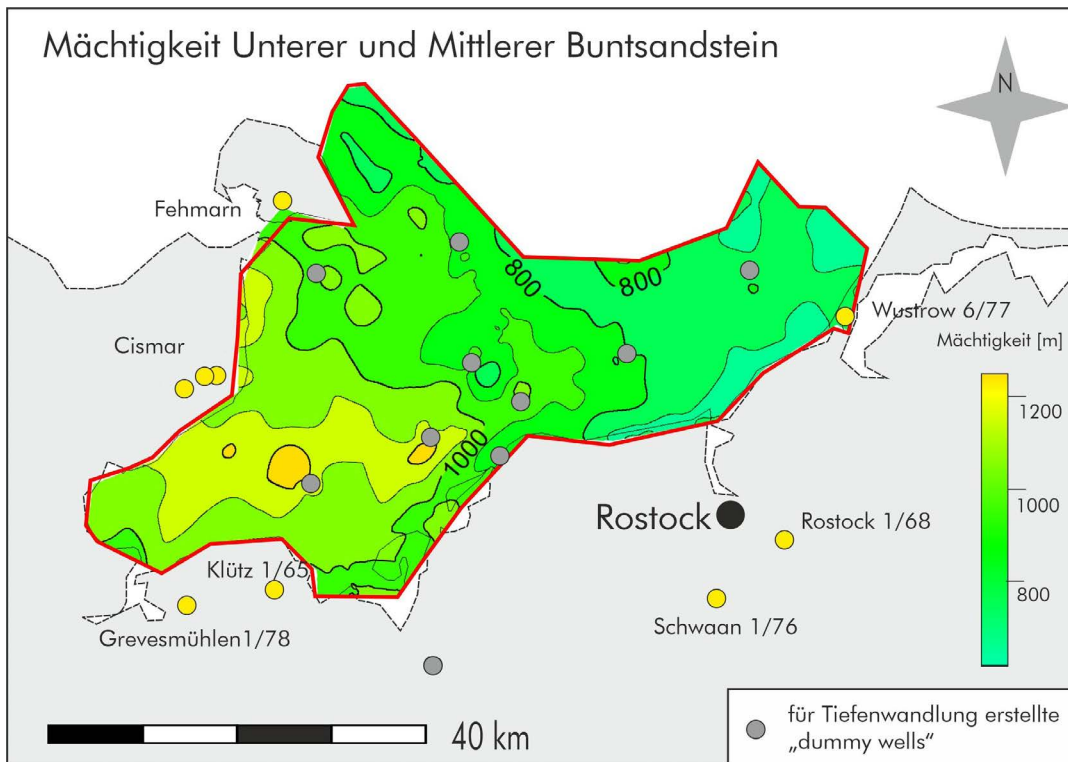 Mächtigkeit Unterer und Mittlerer Buntsandstein
N
Fehmarn
800
800
Wustrow 6/77
Cismar
Mächtigkeit [m]
1200
1000
1000
Rostock
Rostock 1/68
Klütz 1/65
800
Schwaan 1/76
Grevesmühlen1/78
40 km
für Tiefenwandlung erstellte
„dummy wells“